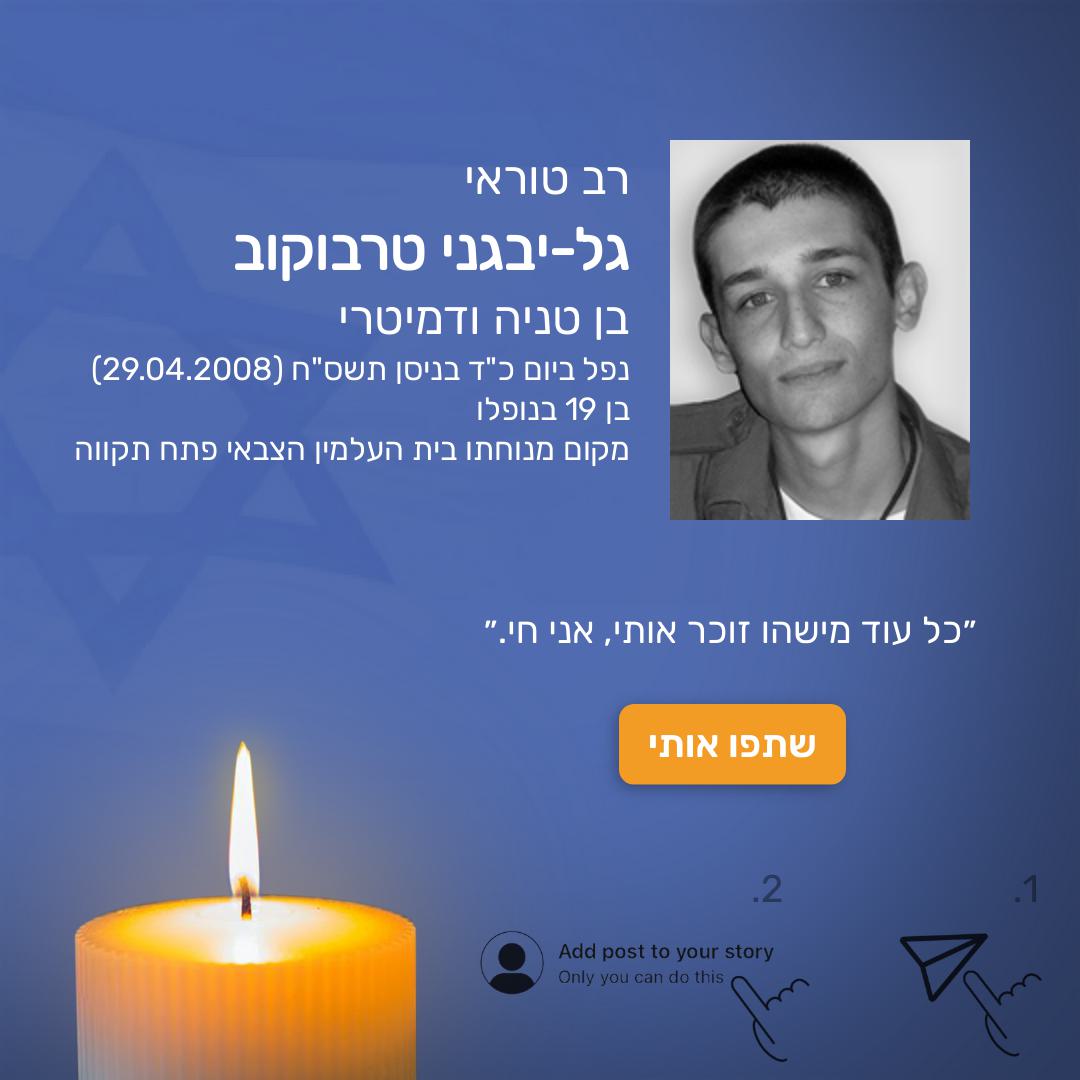 רב טוראי
גל-יבגני טרבוקוב
בן טניה ודמיטרי
נפל ביום כ"ד בניסן תשס"ח (29.04.2008)
בן 19 בנופלו
מקום מנוחתו בית העלמין הצבאי פתח תקווה
״כל עוד מישהו זוכר אותי, אני חי.״
שתפו אותי
.1
.2
Add post to your story
Only you can do this